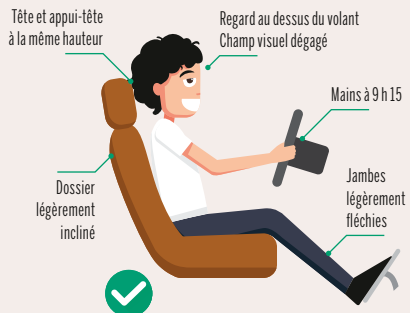 Tête et appui-tête
à la même hauteur
Regard au dessus du volant
Champ visuel dégagé
Mains à 9 h 15
Dossier
légèrement
incliné
Jambes
légèrement
fléchies